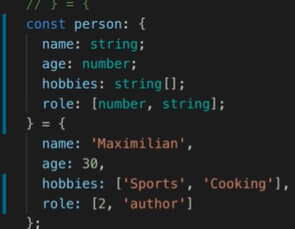 // } = {
const person: {
  name: string;
  age: number;
  hobbies: string[];
  role: [number, string];
} = {
  name: 'Maximilian',
  age: 30,
  hobbies: ['Sports', 'Cooking'],
  role: [2, 'author']
};